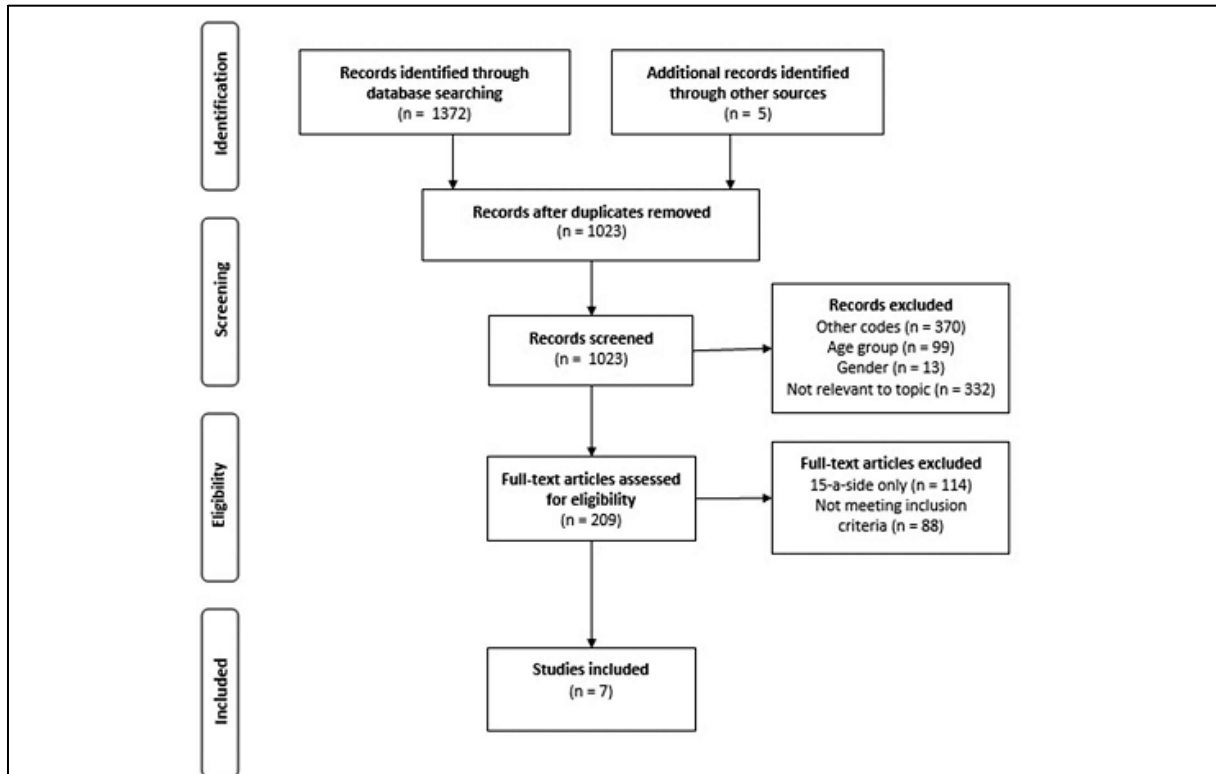 Identification
Records identified through
database searching
(n = 1372)
Additional records identified
through other sources
(n = 5)
Records after duplicates removed
(n = 1023)
Screening
Records screened
(n = 1023)
Records excluded
Other codes (n = 370)
Age group (n = 99)
Gender (n = 13)
Not relevant to topic (n = 332)
Eligibility
Full-text articles assessed
for eligibility
(n = 209)
Full-text articles excluded
15-a-side only (n = 114)
Not meeting inclusion
criteria (n = 88)
Included
Studies included
(n = 7)